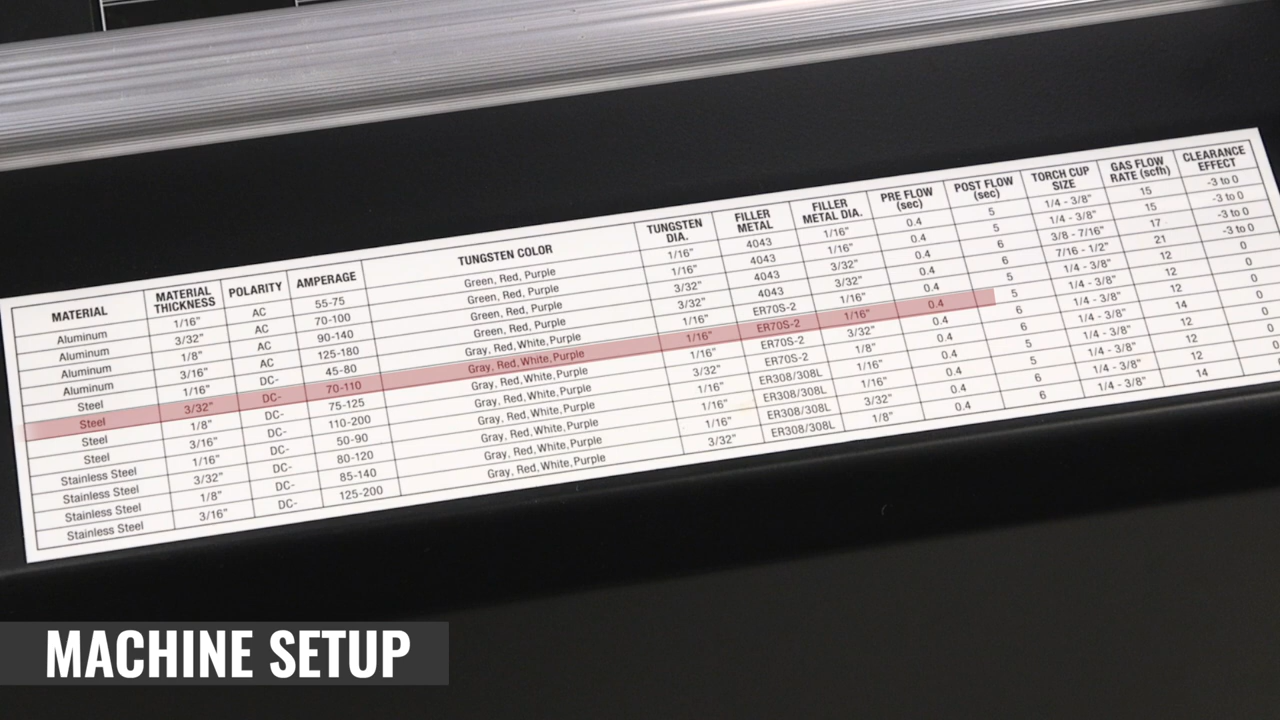 MATERIAL MATERIAL THICKNESS POLARITY AMPERAGE TUNGSTEN COLOR TUNGSTEN DIA. FILLER METAL FILLER METAL DIA. PRE FLOW (sec) POST FLOW (sec) TORCH CUP SIZE GAS FLOW RATE (scfh) CLEARANCE EFFECT
Aluminum 1/16" AC 55-75 Green, Red, Purple 1/16" 4043 1/16" 0.4 5 1/4 - 3/8" 15 -3 to 0
Aluminum 3/32" AC 70-100 Green, Red, Purple 1/16" 4043 1/16" 0.4 5 1/4 - 3/8" 15 -3 to 0
Aluminum 1/8" AC 90-140 Green, Red, Purple 3/32" 4043 3/32" 0.4 6 3/8 - 7/16" 17 -3 to 0
Aluminum 3/16" AC 125-180 Green, Red, Purple 3/32" 4043 3/32" 0.4 6 7/16 - 1/2" 21 -3 to 0
Steel 1/16" DC- 45-80 Gray, Red, White, Purple 1/16" ER70S-2 1/16" 0.4 5 1/4 - 3/8" 12 0
Steel 3/32" DC- 70-110 Gray, Red, White, Purple 1/16" ER70S-2 1/16" 0.4 5 1/4 - 3/8" 12 0
Steel 1/8" DC- 75-125 Gray, Red, White, Purple 1/16" ER70S-2 3/32" 0.4 6 1/4 - 3/8" 12 0
Steel 3/16" DC- 110-200 Gray, Red, White, Purple 3/32" ER70S-2 1/8" 0.4 6 1/4 - 3/8" 14 0
Stainless Steel 1/16" DC- 50-90 Gray, Red, White, Purple 1/16" ER308/308L 1/16" 0.4 5 1/4 - 3/8" 12 0
Stainless Steel 3/32" DC- 80-120 Gray, Red, White, Purple 1/16" ER308/308L 1/16" 0.4 5 1/4 - 3/8" 12 0
Stainless Steel 1/8" DC- 85-140 Gray, Red, White, Purple 1/16" ER308/308L 3/32" 0.4 6 1/4 - 3/8" 12 0
Stainless Steel 3/16" DC- 125-200 Gray, Red, White, Purple 3/32" ER308/308L 1/8" 0.4 6 1/4 - 3/8" 14 0
MACHINE SETUP